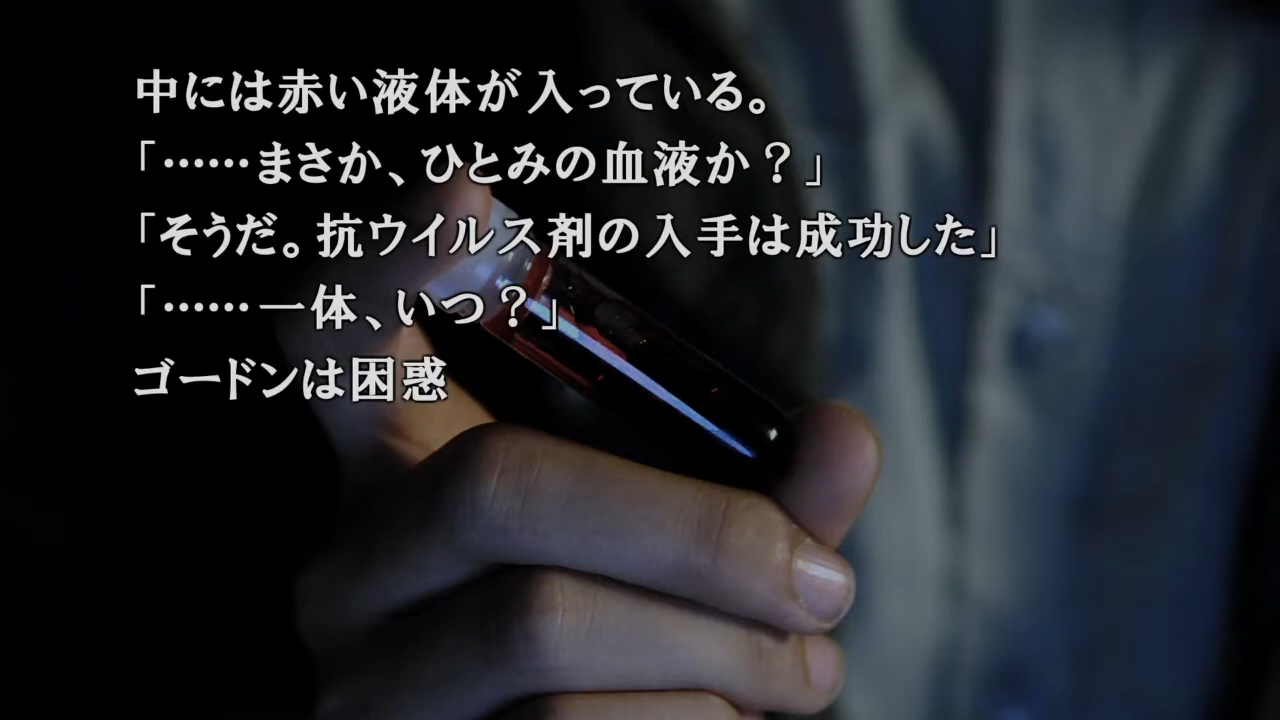 中には赤い液体が入っている。
「……まさか、ひとみの血液か？」
「そうだ。抗ウイルス剤の入手は成功した」
「……一体、いつ？」
ゴードンは困惑